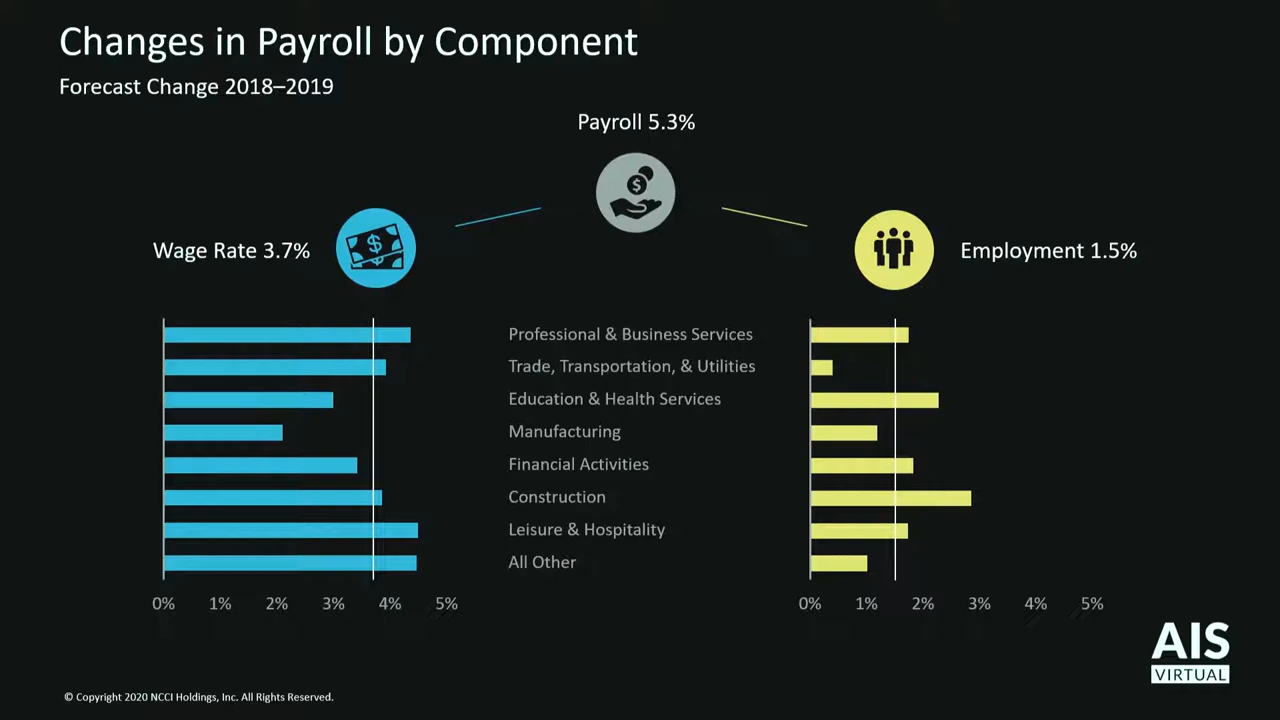 Changes in Payroll by Component
Forecast Change 2018–2019
Payroll 5.3%
$
Wage Rate 3.7%
$
Employment 1.5%
Professional & Business Services
Trade, Transportation, & Utilities
Education & Health Services
Manufacturing
Financial Activities
Construction
Leisure & Hospitality
All Other
0% 1% 2% 3% 4% 5%
0% 1% 2% 3% 4% 5%
AIS
VIRTUAL
© Copyright 2020 NCCI Holdings, Inc. All Rights Reserved.